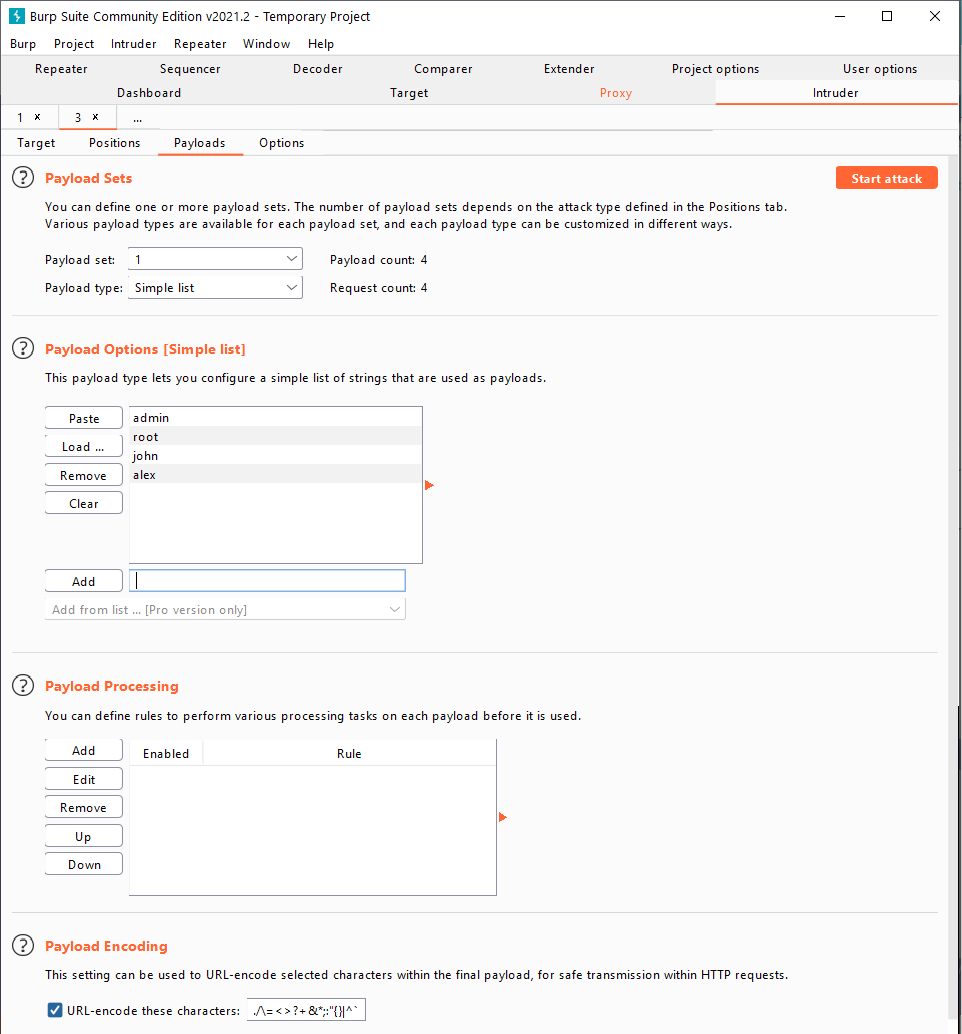 Burp Suite Community Edition v2021.2 - Temporary Project
Burp Project Intruder Repeater Window Help
Repeater Sequencer Decoder Comparer Extender Project options User options
Dashboard Target Proxy Intruder
1 x 3 x ...
Target Positions Payloads Options
? Payload Sets Start attack
You can define one or more payload sets. The number of payload sets depends on the attack type defined in the Positions tab.
Various payload types are available for each payload set, and each payload type can be customized in different ways.
Payload set: 1 Payload count: 4
Payload type: Simple list Request count: 4
? Payload Options [Simple list]
This payload type lets you configure a simple list of strings that are used as payloads.
Paste admin
root
Load ... john
Remove alex
Clear
Add
Add from list ... [Pro version only]
? Payload Processing
You can define rules to perform various processing tasks on each payload before it is used.
Add Enabled Rule
Edit
Remove
Up
Down
? Payload Encoding
This setting can be used to URL-encode selected characters within the final payload, for safe transmission within HTTP requests.
URL-encode these characters: ./\=<>?+&*;:"{}|^`